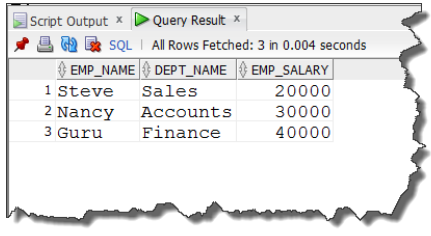 Script Output x Query Result x
SQL | All Rows Fetched: 3 in 0.004 seconds
EMP_NAME DEPT_NAME EMP_SALARY
1 Steve Sales 20000
2 Nancy Accounts 30000
3 Guru Finance 40000